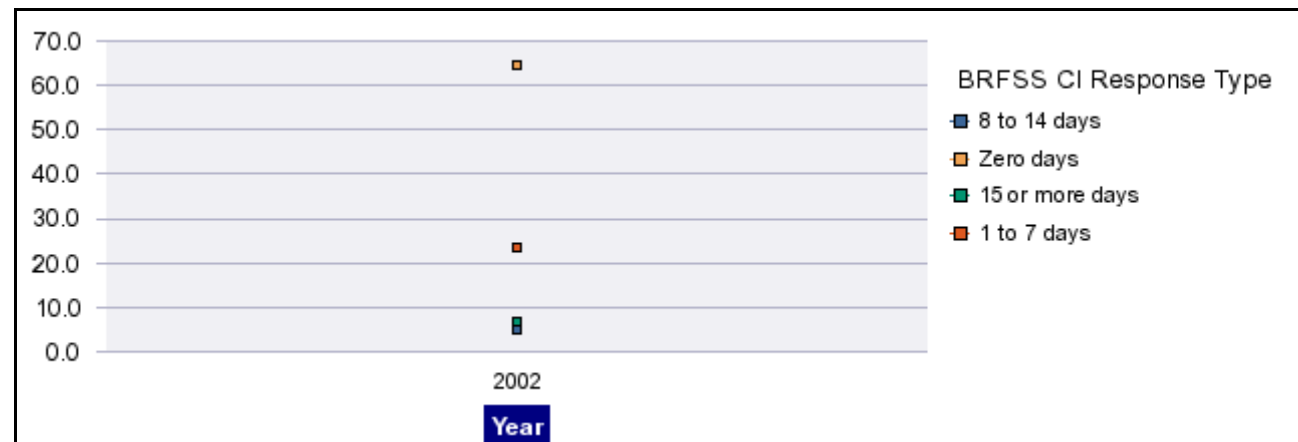 70.0
60.0
50.0
40.0
30.0
20.0
10.0
0.0
2002
Year
BRFSS CI Response Type
8 to 14 days
Zero days
15 or more days
1 to 7 days